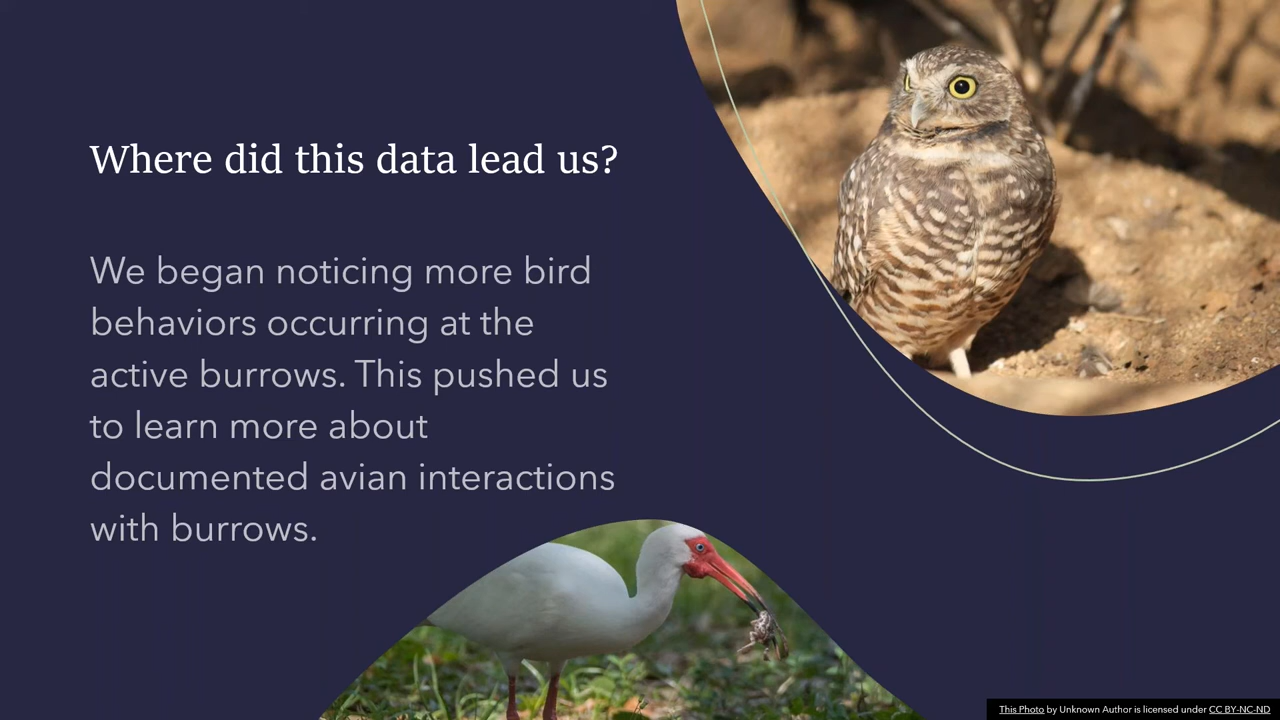 Where did this data lead us?
We began noticing more bird
behaviors occurring at the
active burrows. This pushed us
to learn more about
documented avian interactions
with burrows.
This Photo by Unknown Author is licensed under CC BY-NC-ND